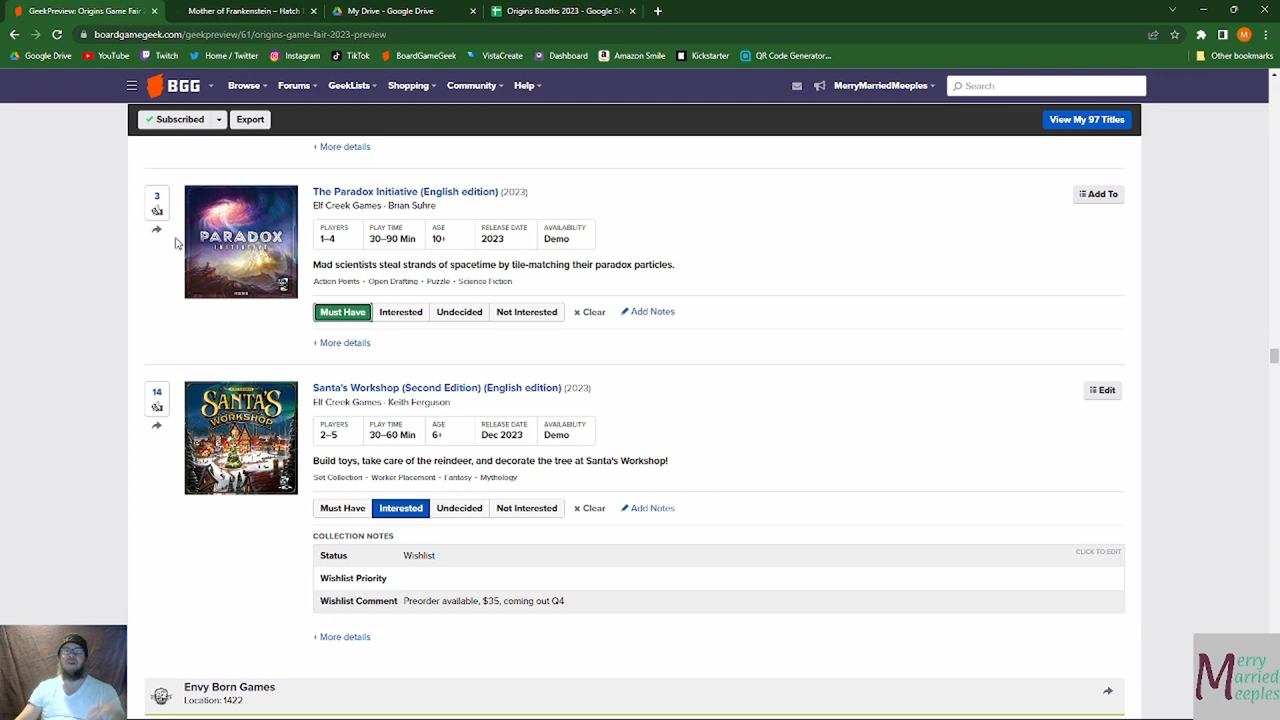 GeekPreview: Origins Game Fair
Mother of Frankenstein – Hatch
My Drive - Google Drive
Origins Booths 2023 - Google Sh
boardgamegeek.com/geekpreview/61/origins-game-fair-2023-preview
Google Drive YouTube Twitch Home / Twitter Instagram TikTok BoardGameGeek VistaCreate Dashboard Amazon Smile Kickstarter QR Code Generator... Other bookmarks
BGG Browse Forums GeekLists Shopping Community Help MerryMarriedMeeples Search
Subscribed Export View My 97 Titles
+ More details
3
PARADOX
INITIATIVE
The Paradox Initiative (English edition) (2023)
Add To
Elf Creek Games - Brian Suhre
PLAYERS PLAY TIME AGE RELEASE DATE AVAILABILITY
1–4 30–90 Min 10+ 2023 Demo
Mad scientists steal strands of spacetime by tile-matching their paradox particles.
Action Points • Open Drafting • Puzzle • Science Fiction
Must Have Interested Undecided Not Interested × Clear Add Notes
+ More details
14
SANTA'S
WORKSHOP
Santa's Workshop (Second Edition) (English edition) (2023)
Edit
Elf Creek Games - Keith Ferguson
PLAYERS PLAY TIME AGE RELEASE DATE AVAILABILITY
2–5 30–60 Min 6+ Dec 2023 Demo
Build toys, take care of the reindeer, and decorate the tree at Santa's Workshop!
Set Collection • Worker Placement • Fantasy • Mythology
Must Have Interested Undecided Not Interested × Clear Add Notes
COLLECTION NOTES
Status Wishlist CLICK TO EDIT
Wishlist Priority
Wishlist Comment Preorder available, $35, coming out Q4
+ More details
Envy Born Games
Location: 1422
Merry
Married
Meeples